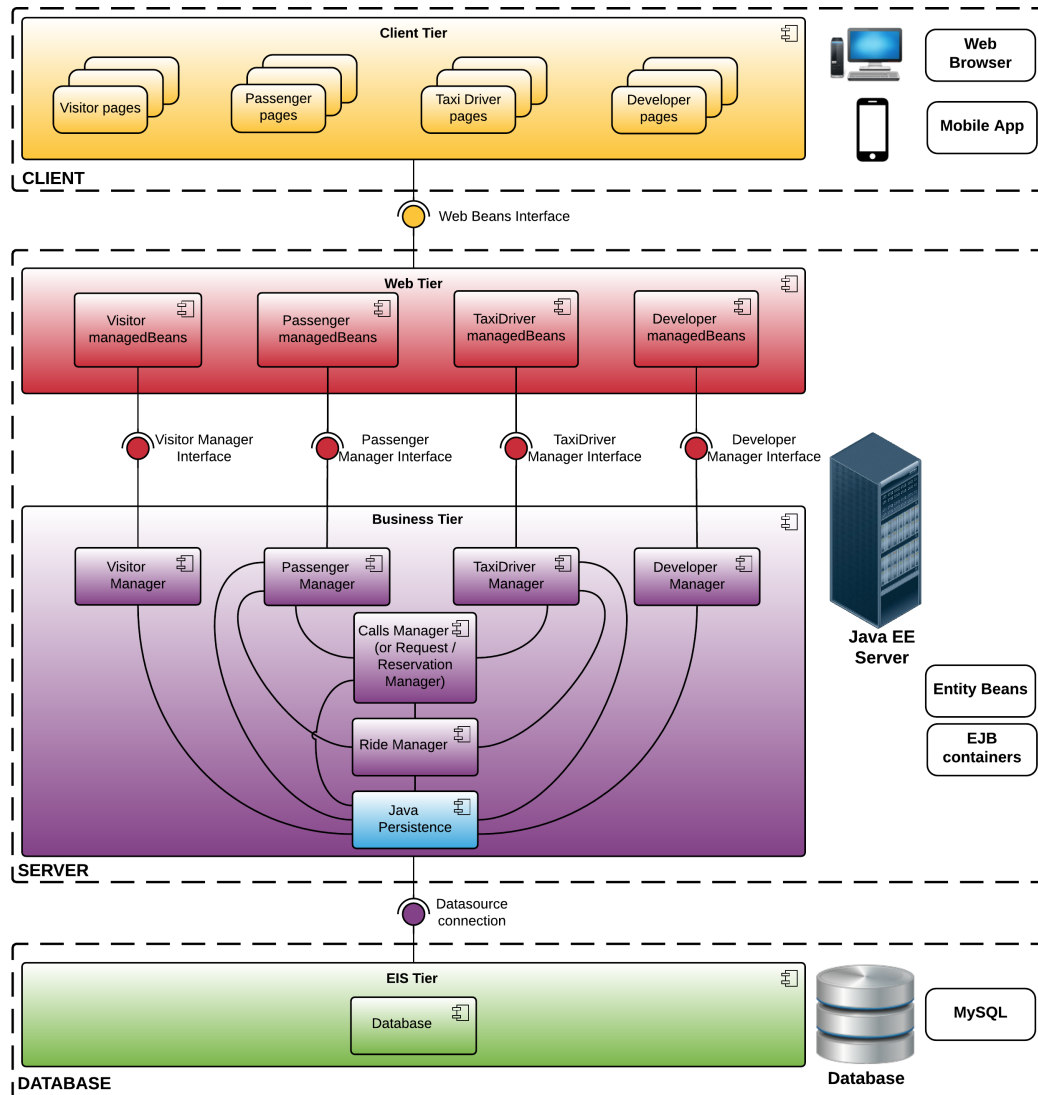 Client Tier
Visitor pages
Passenger
pages
Taxi Driver
pages
Developer
pages
Web
Browser
Mobile App
CLIENT
Web Beans Interface
Web Tier
Visitor
managedBeans
Passenger
managedBeans
TaxiDriver
managedBeans
Developer
managedBeans
Visitor Manager
Interface
Passenger
Manager Interface
TaxiDriver
Manager Interface
Developer
Manager Interface
Business Tier
Visitor
Manager
Passenger
Manager
TaxiDriver
Manager
Developer
Manager
Calls Manager
(or Request /
Reservation
Manager)
Ride Manager
Java
Persistence
Java EE
Server
Entity Beans
EJB
containers
SERVER
Datasource
connection
EIS Tier
Database
MySQL
Database
DATABASE